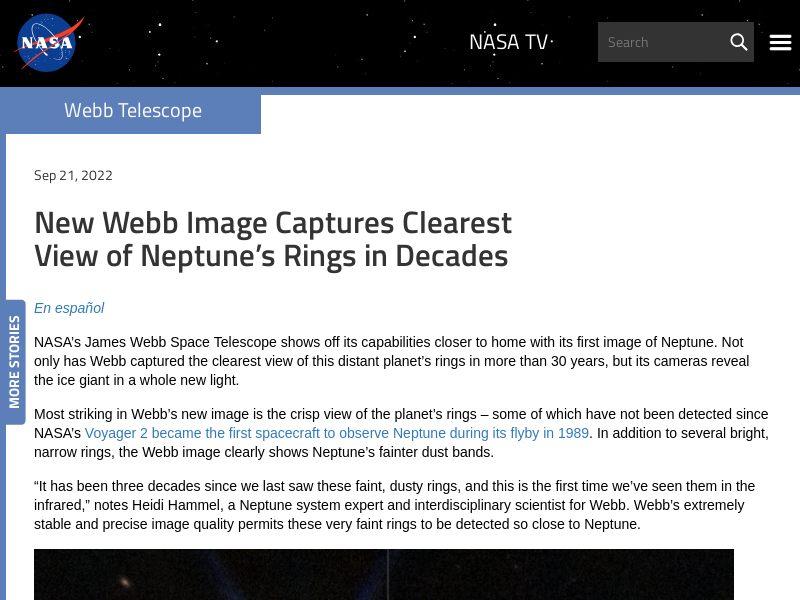 NASA
NASA TV
Search
Webb Telescope
Sep 21, 2022
New Webb Image Captures Clearest
View of Neptune’s Rings in Decades
En español
MORE STORIES
NASA’s James Webb Space Telescope shows off its capabilities closer to home with its first image of Neptune. Not
only has Webb captured the clearest view of this distant planet’s rings in more than 30 years, but its cameras reveal
the ice giant in a whole new light.
Most striking in Webb’s new image is the crisp view of the planet’s rings – some of which have not been detected since
NASA’s Voyager 2 became the first spacecraft to observe Neptune during its flyby in 1989. In addition to several bright,
narrow rings, the Webb image clearly shows Neptune’s fainter dust bands.
“It has been three decades since we last saw these faint, dusty rings, and this is the first time we’ve seen them in the
infrared,” notes Heidi Hammel, a Neptune system expert and interdisciplinary scientist for Webb. Webb’s extremely
stable and precise image quality permits these very faint rings to be detected so close to Neptune.